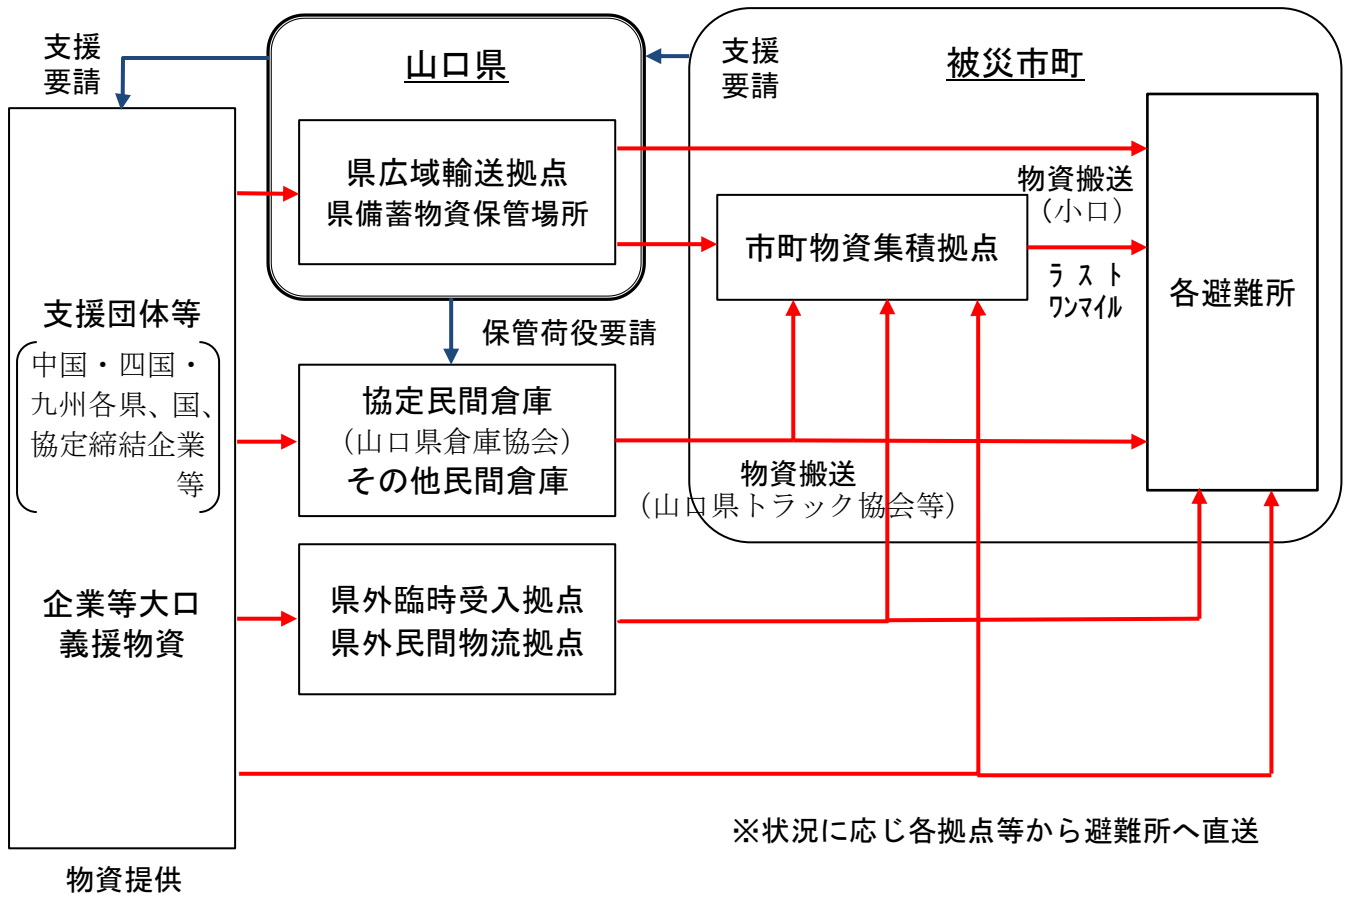 支援
要請
山口県
支援
要請
被災市町
県広域輸送拠点
県備蓄物資保管場所
物資搬送
（小口）
市町物資集積拠点
ラスト
ワンマイル
各避難所
支援団体等
中国・四国・
九州各県、国、
協定締結企業
等
保管荷役要請
協定民間倉庫
（山口県倉庫協会）
その他民間倉庫
物資搬送
（山口県トラック協会等）
企業等大口
義援物資
県外臨時受入拠点
県外民間物流拠点
※状況に応じ各拠点等から避難所へ直送
物資提供